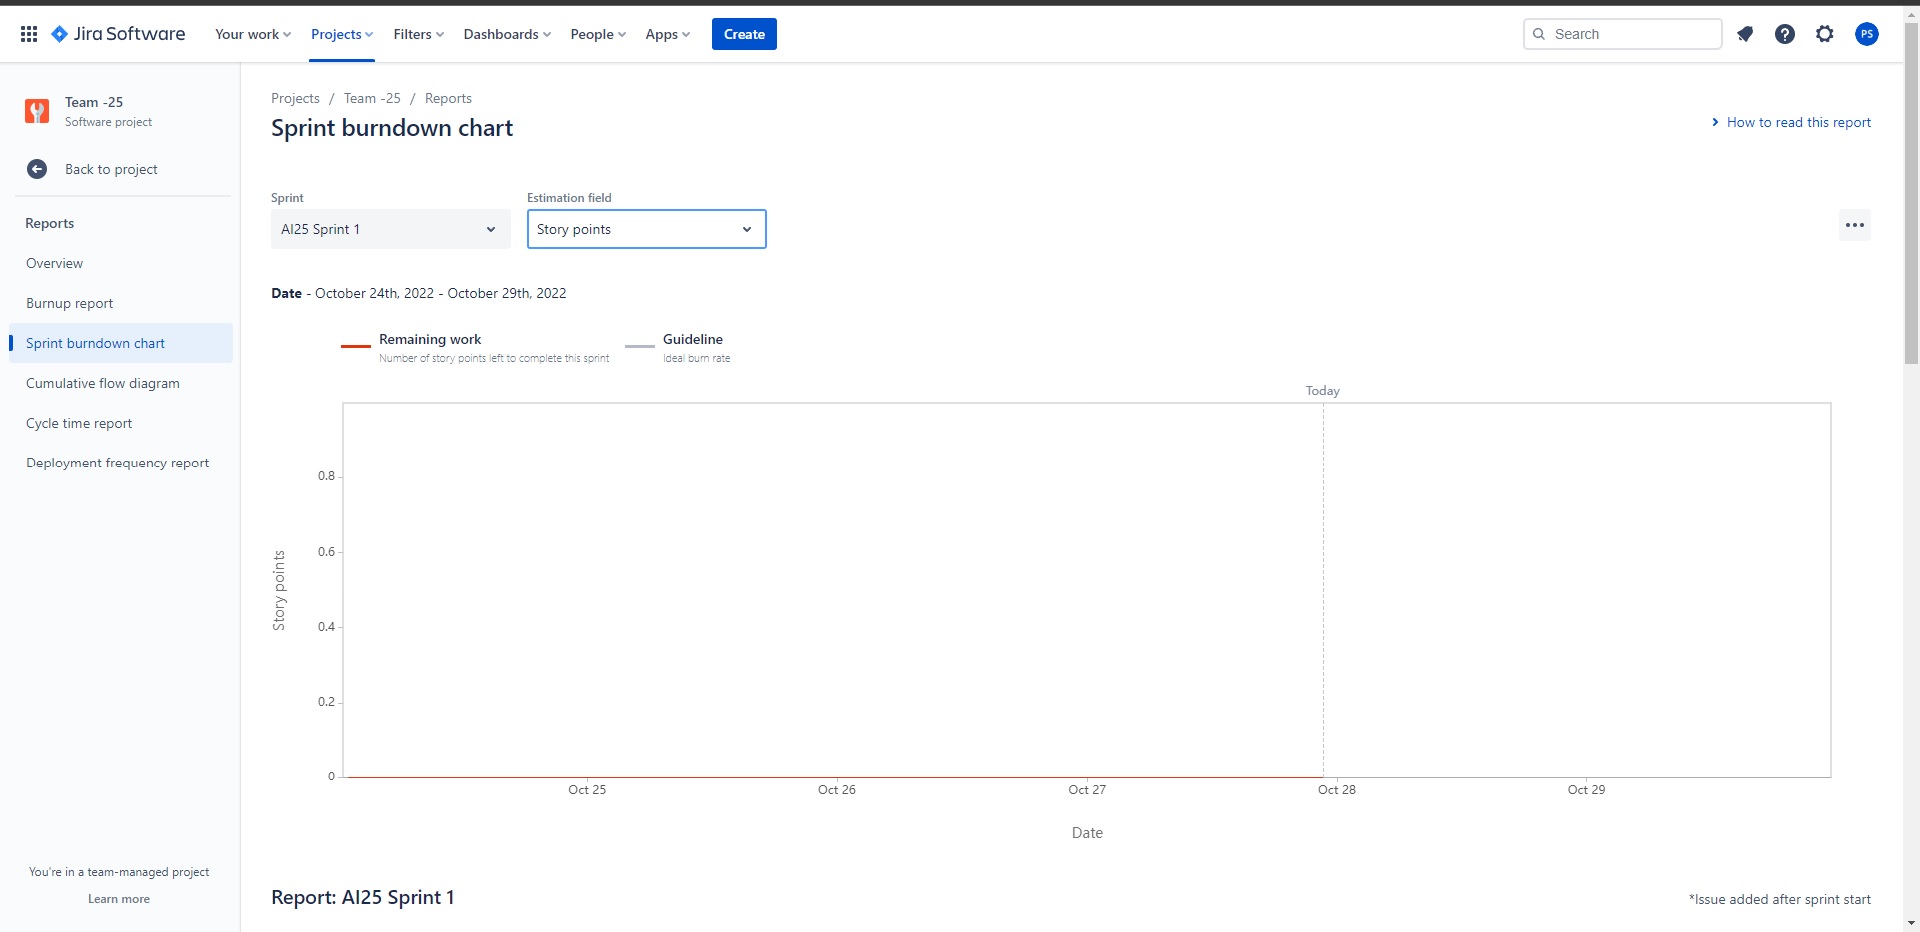 Jira Software
Your work
Projects
Filters
Dashboards
People
Apps
Create
Search
PS
Team -25
Software project
Back to project
Reports
Overview
Burnup report
Sprint burndown chart
Cumulative flow diagram
Cycle time report
Deployment frequency report
You're in a team-managed project
Learn more
Projects / Team -25 / Reports
Sprint burndown chart
How to read this report
Sprint
AI25 Sprint 1
Estimation field
Story points
Date - October 24th, 2022 - October 29th, 2022
Remaining work
Number of story points left to complete this sprint
Guideline
Ideal burn rate
Today
0.8
0.6
0.4
0.2
0
Story points
Oct 25
Oct 26
Oct 27
Oct 28
Oct 29
Date
Report: AI25 Sprint 1
*Issue added after sprint start